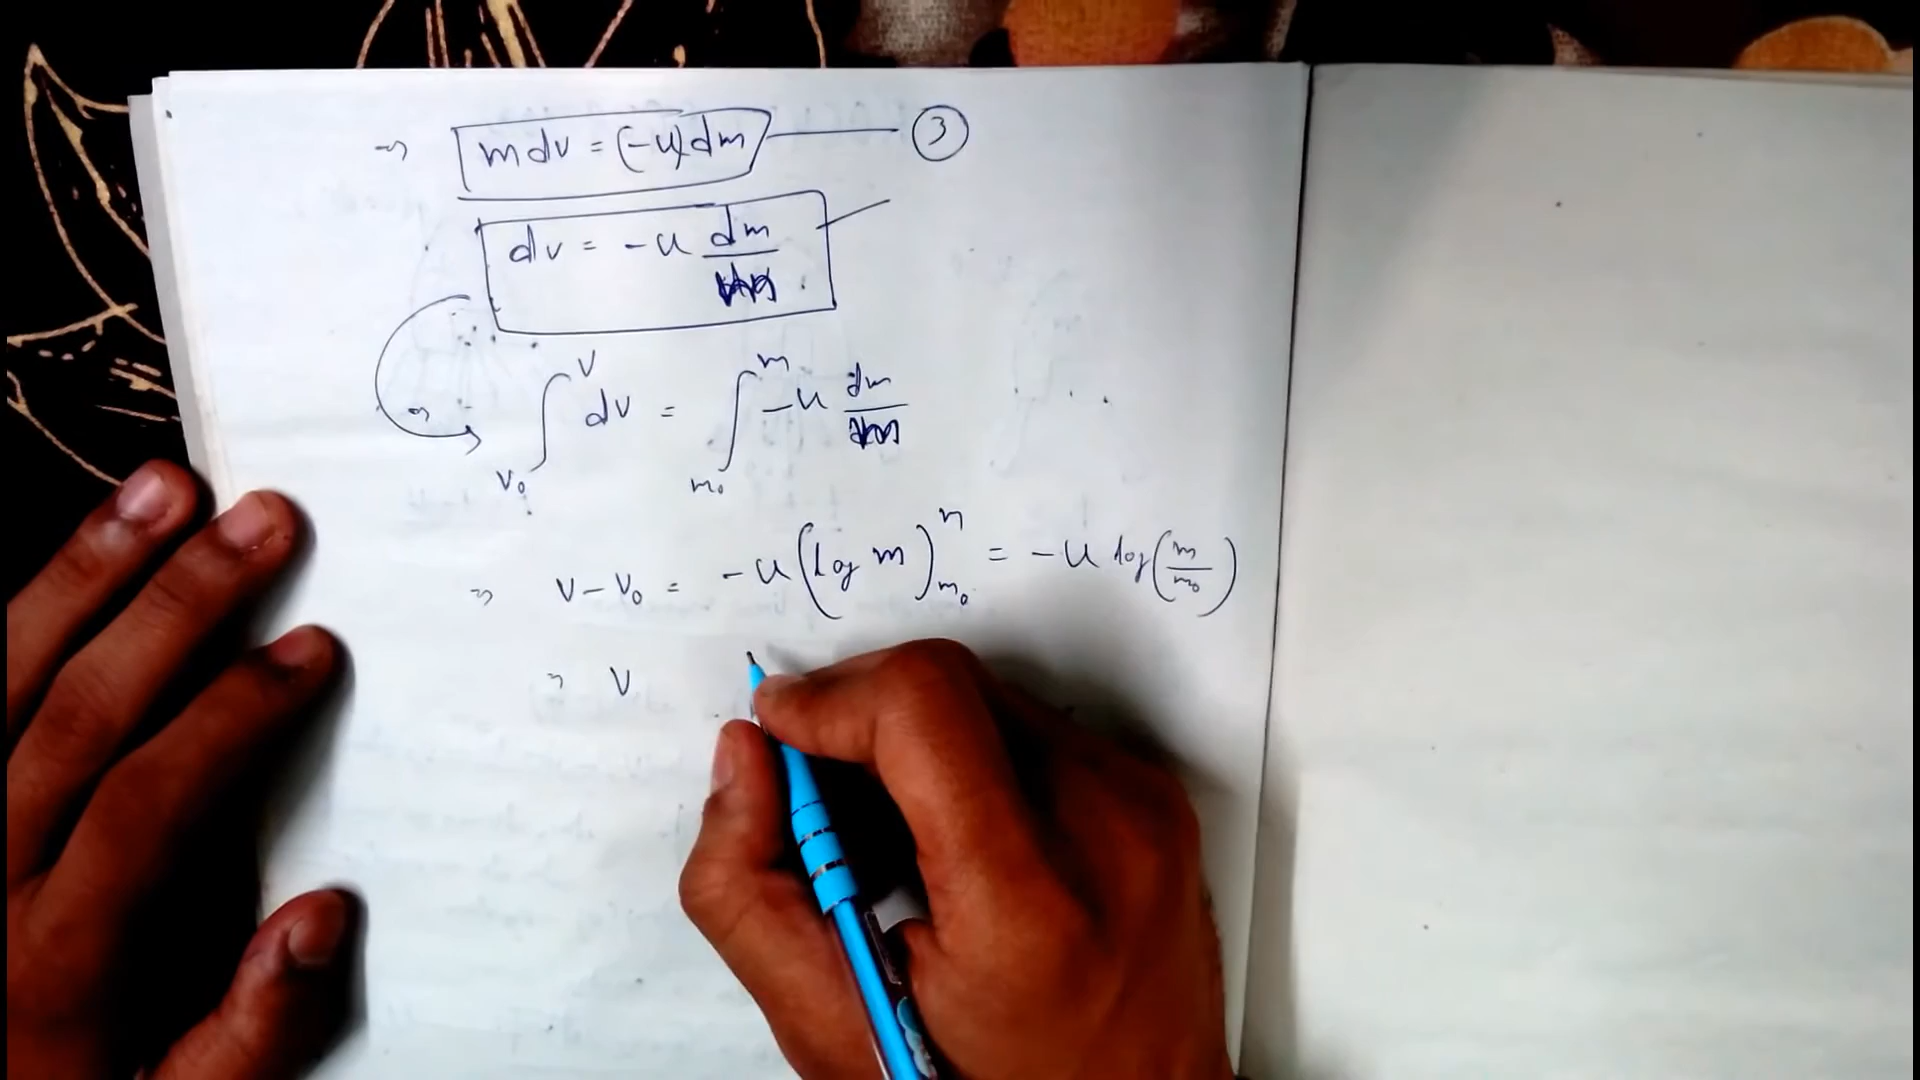 ⇒ m dv = (-u) dm — ③
dv = -u dm/m
⇒ ∫_{v₀}^{v} dv = ∫_{m₀}^{m} -u dm/m
⇒ v - v₀ = -u (log m)_{m₀}^{m} = -u log (m/m₀)
⇒ v